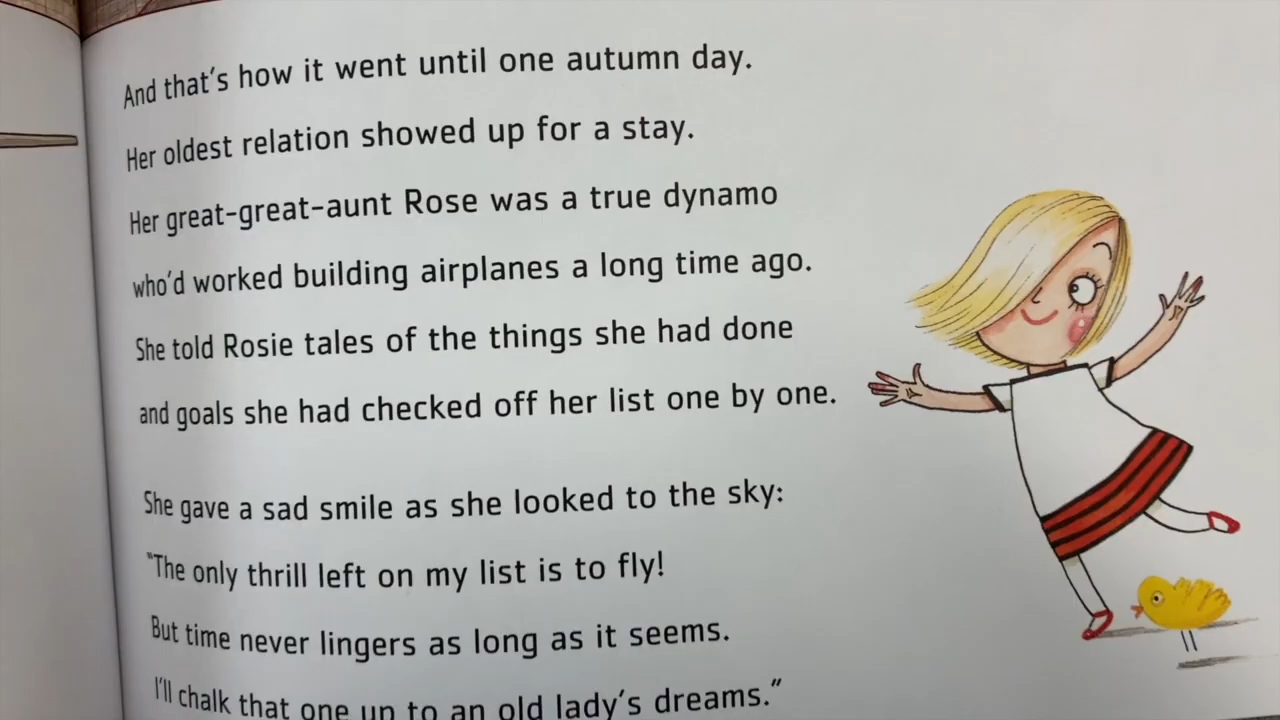 And that's how it went until one autumn day.
Her oldest relation showed up for a stay.
Her great-great-aunt Rose was a true dynamo
who'd worked building airplanes a long time ago.
She told Rosie tales of the things she had done
and goals she had checked off her list one by one.
She gave a sad smile as she looked to the sky:
"The only thrill left on my list is to fly!
But time never lingers as long as it seems.
I'll chalk that one up to an old lady's dreams."